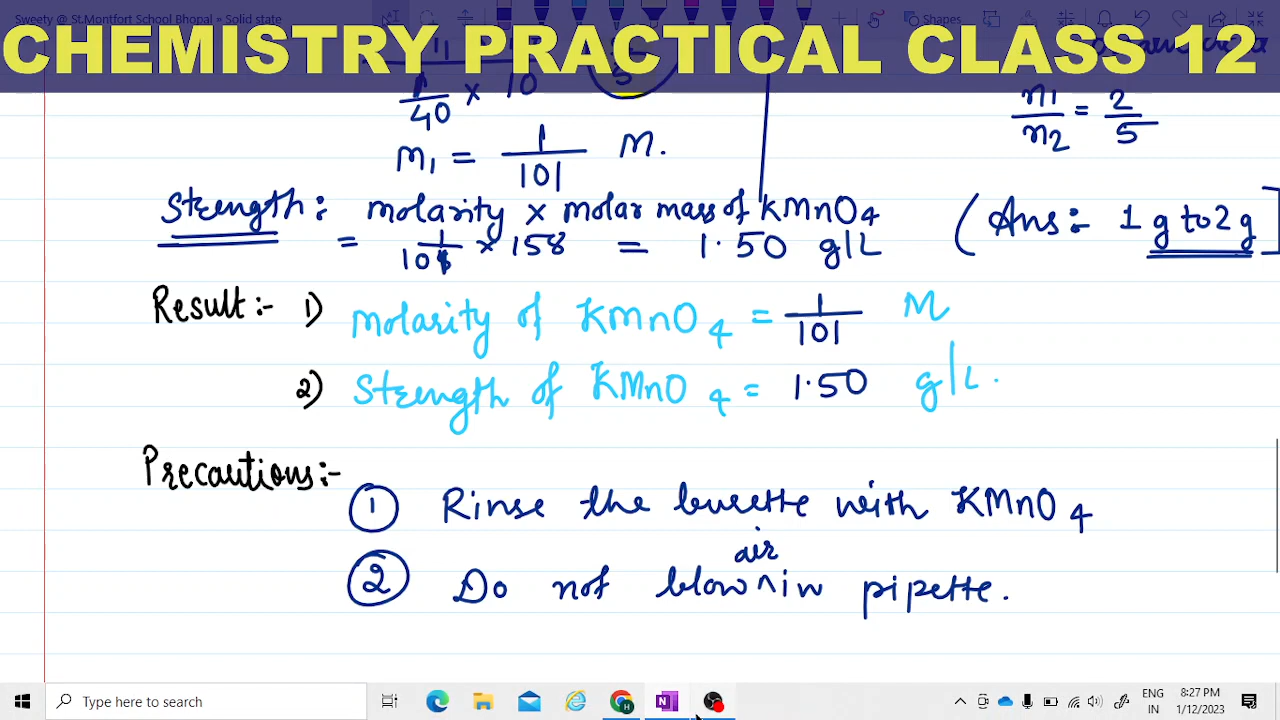 Sweety @ St.Montfort School Bhopal » Solid state
Shapes
CHEMISTRY PRACTICAL CLASS 12
1/40 × 10
n1/n2 = 2/5
M1 = 1/101 M.
Strength: = molarity × molar mass of KMnO4
= 1/101 × 158 = 1.50 g/L
(Ans:- 1 g to 2 g]
Result:- 1) Molarity of KMnO4 = 1/101 M
2) Strength of KMnO4 = 1.50 g/L.
Precautions:-
1 Rinse the burette with KMnO4
2 Do not blow ^ air in pipette.
Type here to search
ENG
IN
8:27 PM
1/12/2023